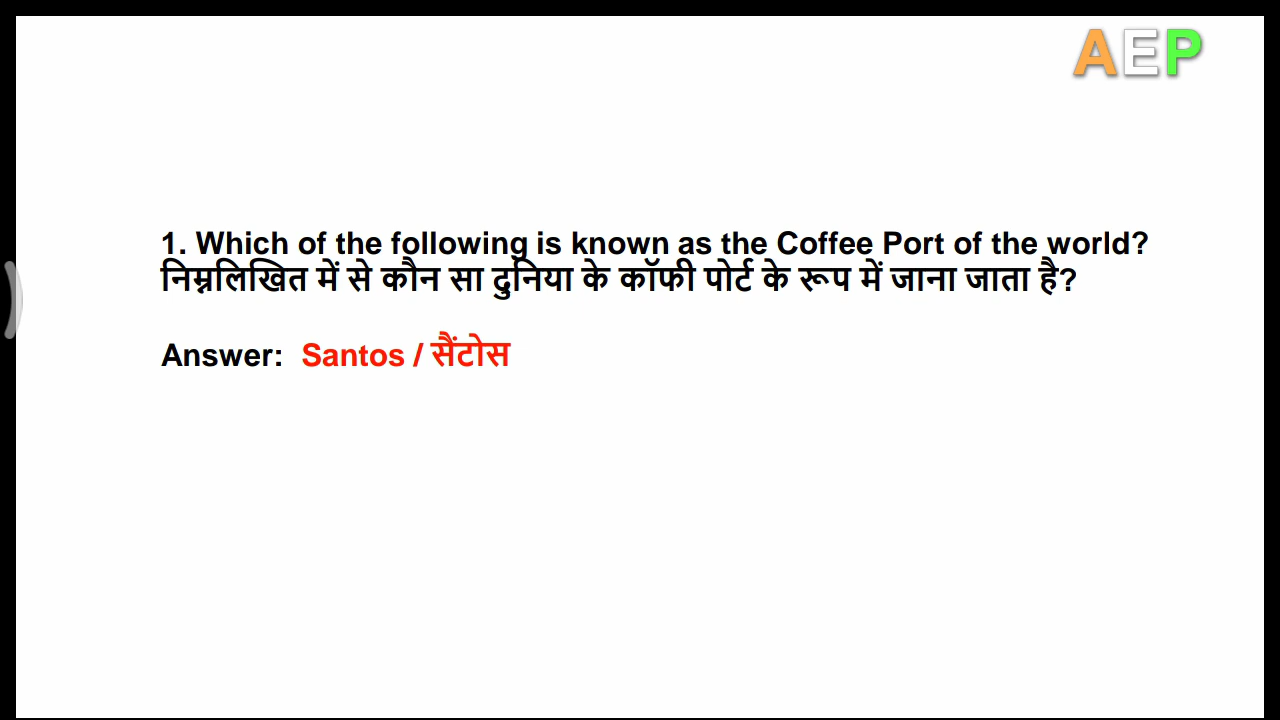 AEP
1. Which of the following is known as the Coffee Port of the world?
निम्नलिखित में से कौन सा दुनिया के कॉफी पोर्ट के रूप में जाना जाता है?
Answer: Santos / सैंटोस